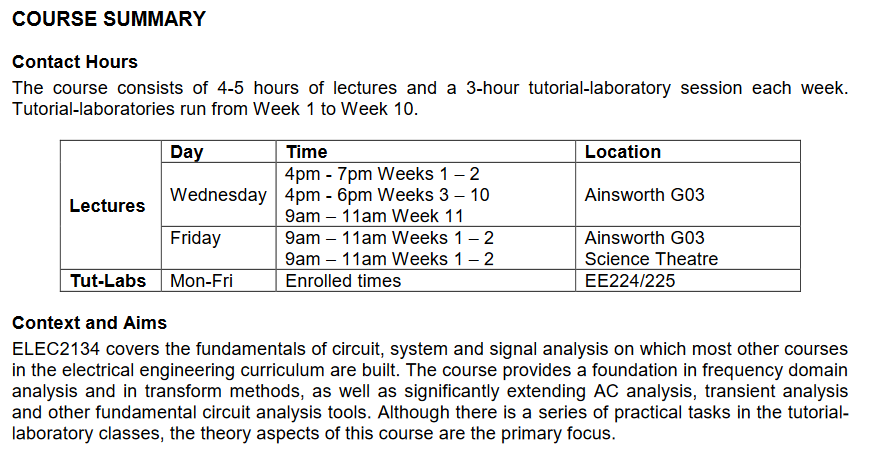 COURSE SUMMARY
Contact Hours
The course consists of 4-5 hours of lectures and a 3-hour tutorial-laboratory session each week.
Tutorial-laboratories run from Week 1 to Week 10.
Day Time Location
Lectures
Wednesday
4pm - 7pm Weeks 1 – 2
4pm - 6pm Weeks 3 – 10
9am – 11am Week 11
Ainsworth G03
Friday
9am – 11am Weeks 1 – 2
9am – 11am Weeks 1 – 2
Ainsworth G03
Science Theatre
Tut-Labs Mon-Fri Enrolled times EE224/225
Context and Aims
ELEC2134 covers the fundamentals of circuit, system and signal analysis on which most other courses
in the electrical engineering curriculum are built. The course provides a foundation in frequency domain
analysis and in transform methods, as well as significantly extending AC analysis, transient analysis
and other fundamental circuit analysis tools. Although there is a series of practical tasks in the tutorial-
laboratory classes, the theory aspects of this course are the primary focus.